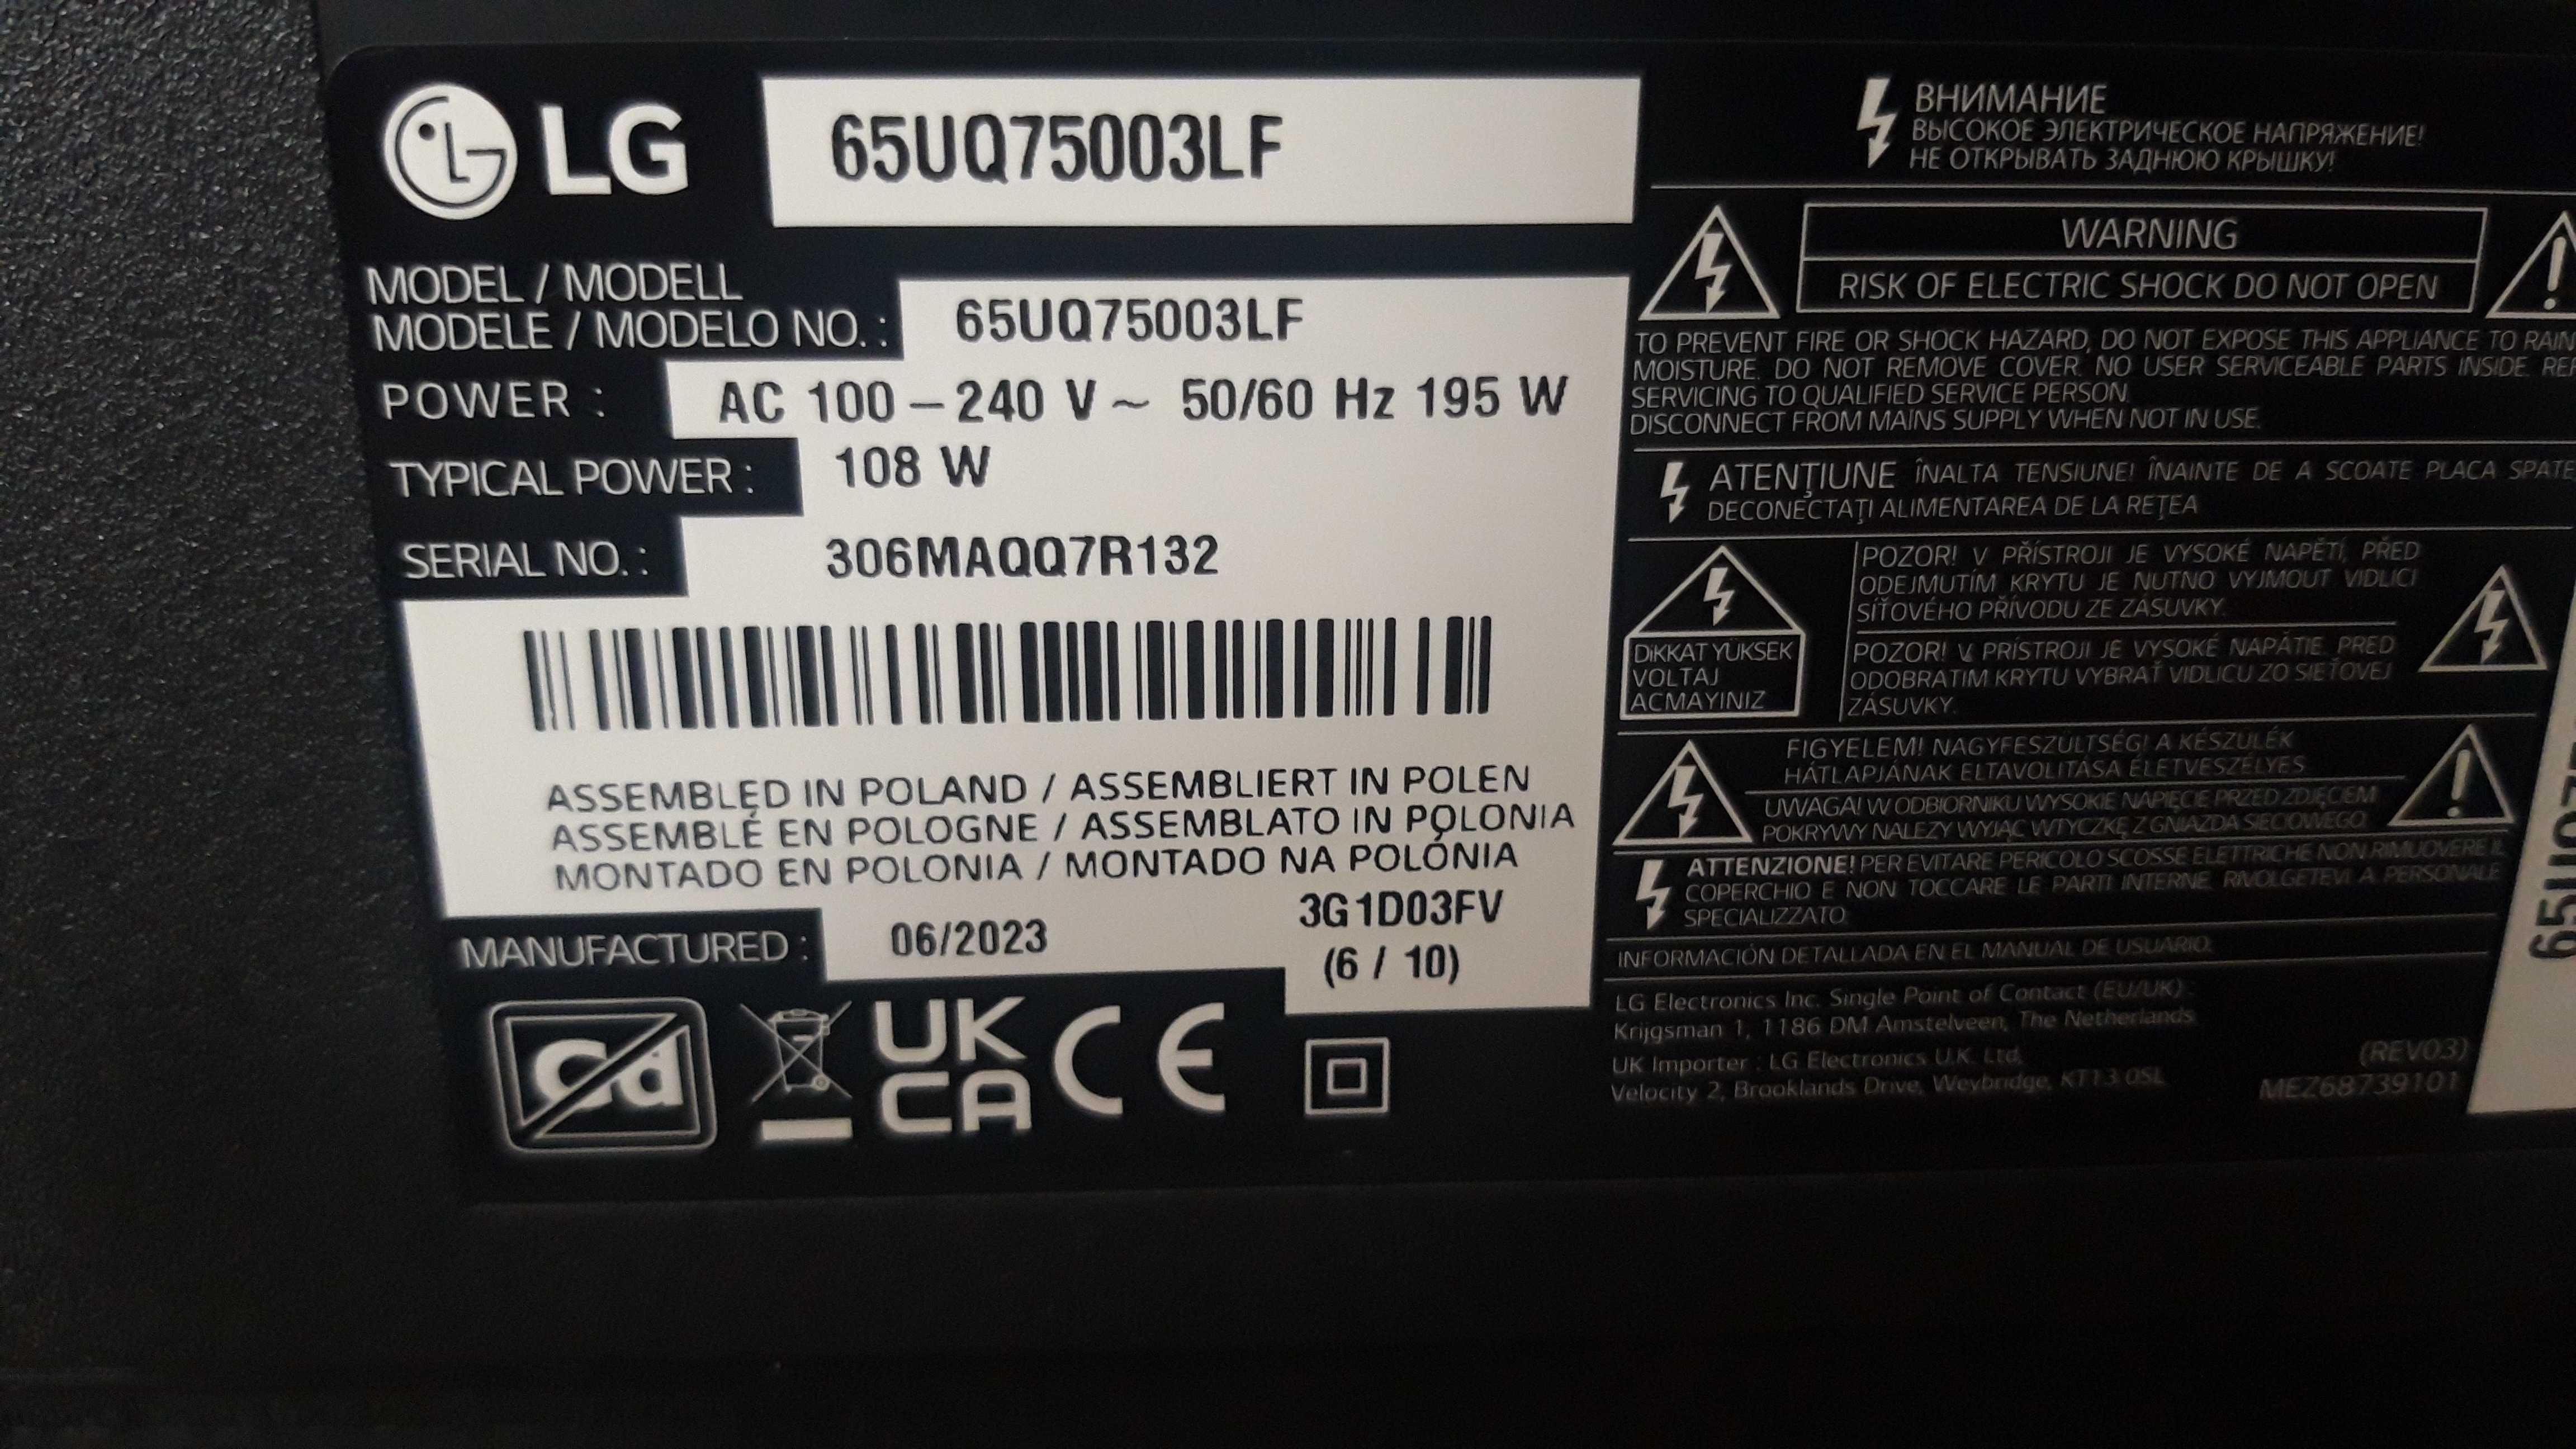 LG 65UQ75003LF
MODEL / MODELL
MODELE / MODELO NO. : 65UQ75003LF
POWER : AC 100 – 240 V ~ 50/60 Hz 195 W
TYPICAL POWER : 108 W
SERIAL NO. : 306MAQQ7R132
ASSEMBLED IN POLAND / ASSEMBLIERT IN POLEN
ASSEMBLÉ EN POLOGNE / ASSEMBLATO IN POLONIA
MONTADO EN POLONIA / MONTADO NA POLÓNIA
MANUFACTURED : 06/2023
3G1D03FV
(6 / 10)
Cd
UK
CA
CE
ВНИМАНИЕ
ВЫСОКОЕ ЭЛЕКТРИЧЕСКОЕ НАПРЯЖЕНИЕ!
НЕ ОТКРЫВАТЬ ЗАДНЮЮ КРЫШКУ!
WARNING
RISK OF ELECTRIC SHOCK DO NOT OPEN
TO PREVENT FIRE OR SHOCK HAZARD, DO NOT EXPOSE THIS APPLIANCE TO RAIN
MOISTURE. DO NOT REMOVE COVER. NO USER SERVICEABLE PARTS INSIDE.
SERVICING TO QUALIFIED SERVICE PERSON.
DISCONNECT FROM MAINS SUPPLY WHEN NOT IN USE.
ATENŢIUNE ÎNALTA TENSIUNE! ÎNAINTE DE A SCOATE PLACA SPATE
DECONECTAŢI ALIMENTAREA DE LA REŢEA
DİKKAT YÜKSEK
VOLTAJ
ACMAYINIZ
POZOR! V PŘÍSTROJI JE VYSOKÉ NAPĚTÍ, PŘED
ODEJMUTÍM KRYTU JE NUTNO VYJMOUT VIDLICI
SÍŤOVÉHO PŘÍVODU ZE ZÁSUVKY.
POZOR! V PRÍSTROJI JE VYSOKÉ NAPÄTIE. PRED
ODOBRATIM KRYTU VYBRAŤ VIDLICU ZO SIEŤOVEJ
ZÁSUVKY.
FIGYELEM! NAGYFESZÜLTSÉG! A KÉSZÜLÉK
HÁTLAPJÁNAK ELTAVOLITÁSA ÉLETVESZÉLYES
UWAGA! W ODBIORNIKU WYSOKIE NAPIĘCIE PRZED ZDJĘCIEM
POKRYWY NALEZY WYJĄĆ WTYCZKĘ Z GNIAZDA SIECIOWEGO.
ATTENZIONE! PER EVITARE PERICOLO SCOSSE ELETTRICHE NON RIMUOVERE IL
COPERCHIO E NON TOCCARE LE PARTI INTERNE. RIVOLGETEVI A PERSONALE
SPECIALIZZATO.
INFORMACIÓN DETALLADA EN EL MANUAL DE USUARIO.
LG Electronics Inc. Single Point of Contact (EU/UK) :
Krijgsman 1, 1186 DM Amstelveen, The Netherlands
UK Importer : LG Electronics U.K. Ltd,
Velocity 2, Brooklands Drive, Weybridge, KT13 0SL
(REV03)
MEZ68739101